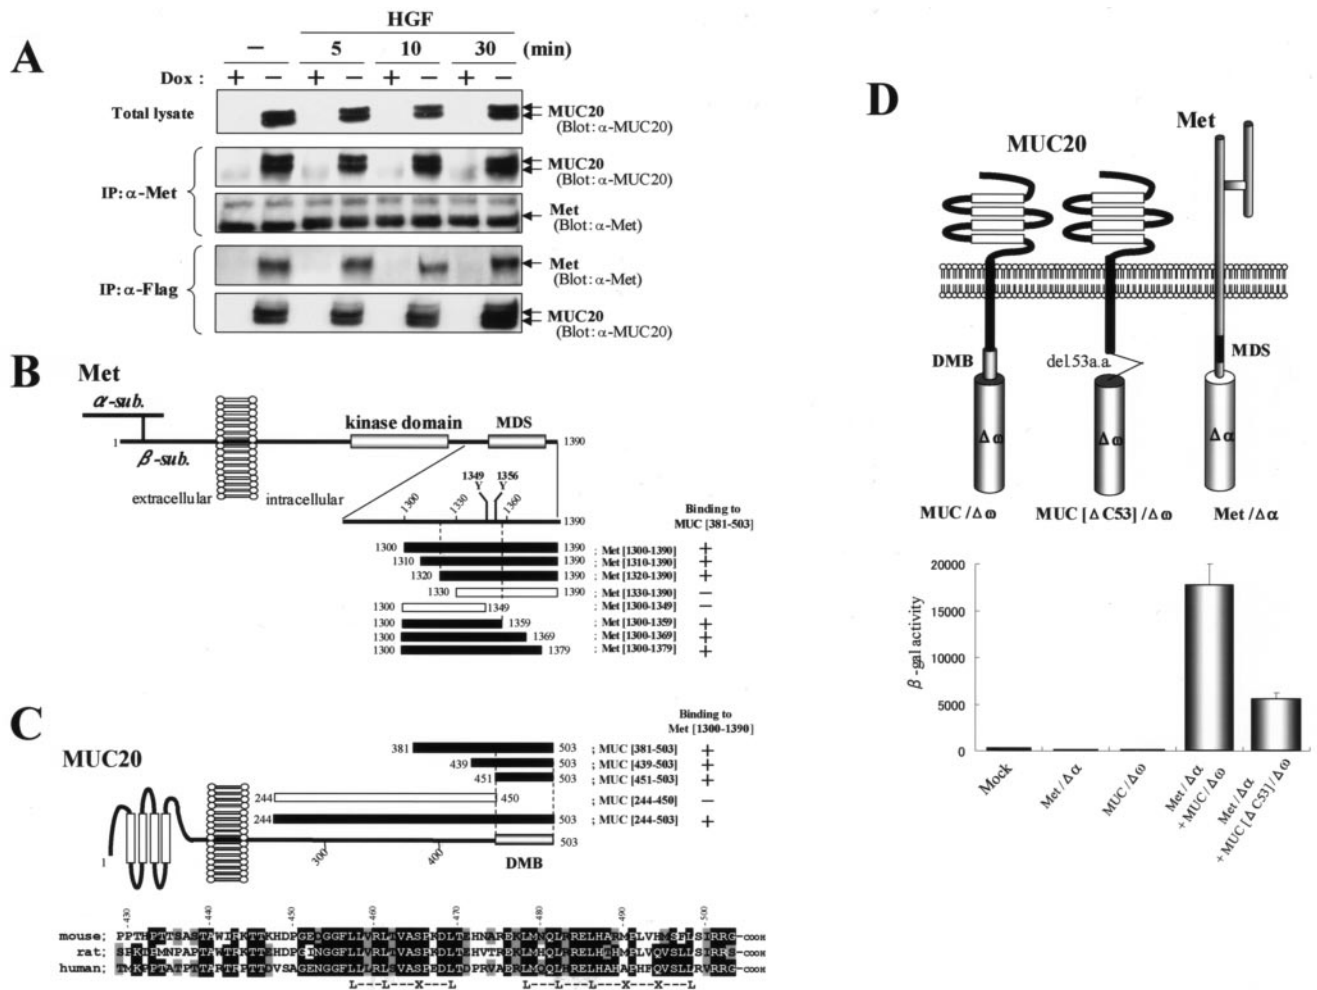 A
HGF
− 5 10 30 (min)
Dox : + − + − + − + −
Total lysate
MUC20
(Blot: α-MUC20)
IP: α-Met
MUC20
(Blot: α-MUC20)
Met
(Blot: α-Met)
IP: α-Flag
Met
(Blot: α-Met)
MUC20
(Blot: α-MUC20)
B
Met
α-sub.
kinase domain MDS
1 1390
β-sub.
extracellular intracellular
1349 1356
Y Y
1300 1330 1360
1390
Binding to
MUC [381-503]
1300 1390 ; Met [1300-1390] +
1310 1390 ; Met [1310-1390] +
1320 1390 ; Met [1320-1390] +
1330 1390 ; Met [1330-1390] −
1300 1349 ; Met [1300-1349] −
1300 1359 ; Met [1300-1359] +
1300 1369 ; Met [1300-1369] +
1300 1379 ; Met [1300-1379] +
C
MUC20
Binding to
Met [1300-1390]
381 503 ; MUC [381-503] +
439 503 ; MUC [439-503] +
451 503 ; MUC [451-503] +
244 450 ; MUC [244-450] −
244 503 ; MUC [244-503] +
1 300 400 503
DMB
430 440 450 460 470 480 490 500
mouse;
rat;
human;
L---L---X---L L---L---L---X---X---L
D
MUC20
Met
DMB
del.53a.a.
MDS
Δω Δω Δα
MUC /Δω MUC [ΔC53] /Δω Met /Δα
β-gal activity
20000
15000
10000
5000
0
Mock
Met /Δα
MUC /Δω
Met /Δα
+ MUC /Δω
Met /Δα
+ MUC [ΔC53] /Δω